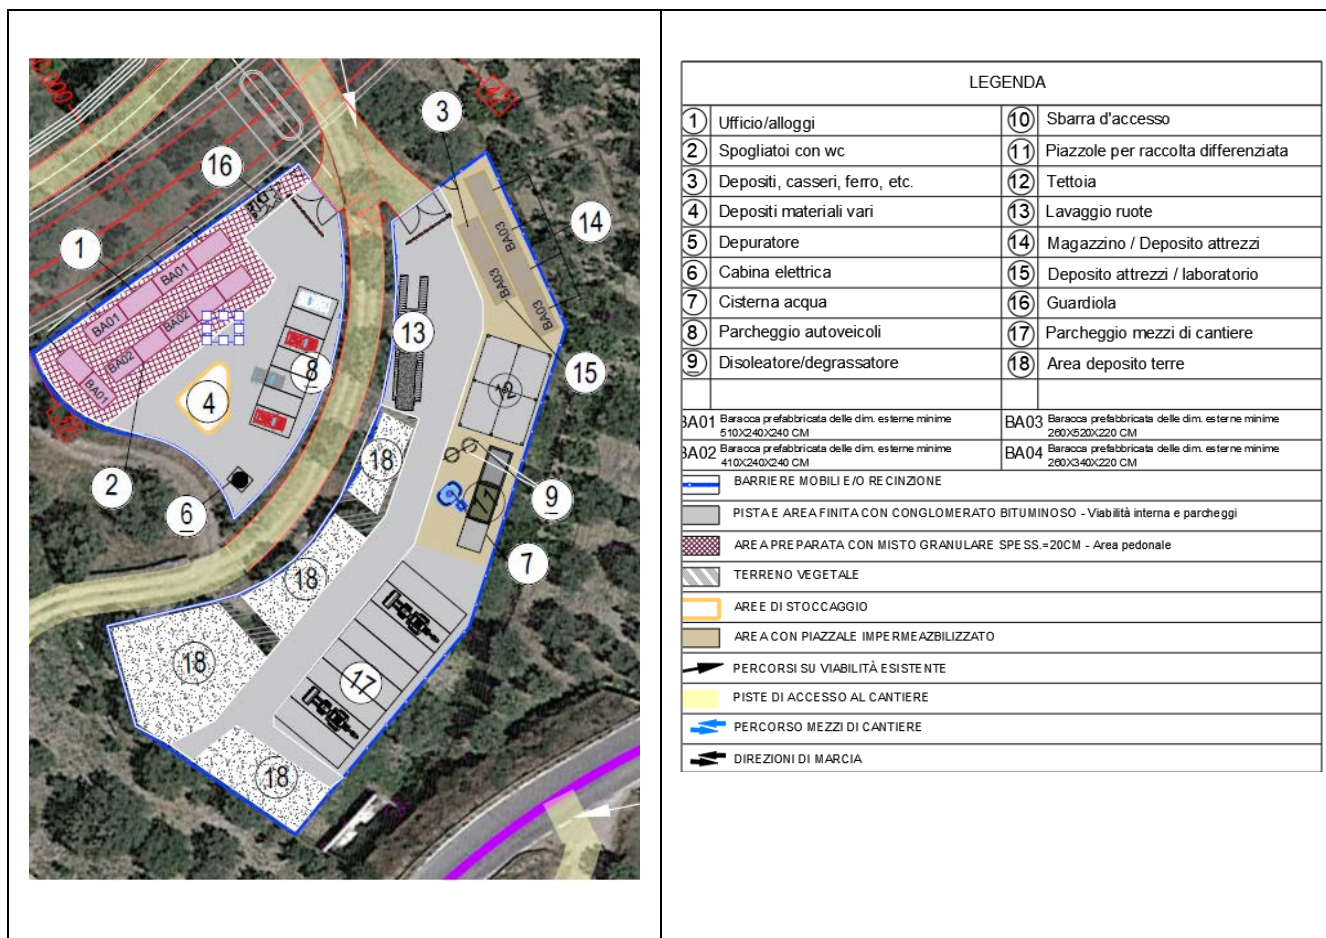 3
16
14
1
BA03
BA01
BA03
BA03
BA01
BA02
13
12
BA02
8
15
BA01
4
18
2
9
6
11
7
18
18
17
18
LEGENDA
1 Ufficio/alloggi
10 Sbarra d'accesso
2 Spogliatoi con wc
11 Piazzole per raccolta differenziata
3 Depositi, casseri, ferro, etc.
12 Tettoia
4 Depositi materiali vari
13 Lavaggio ruote
5 Depuratore
14 Magazzino / Deposito attrezzi
6 Cabina elettrica
15 Deposito attrezzi / laboratorio
7 Cisterna acqua
16 Guardiola
8 Parcheggio autoveicoli
17 Parcheggio mezzi di cantiere
9 Disoleatore/degrassatore
18 Area deposito terre
BA01 Baracca prefabbricata delle dim. esterne minime
510X240X240 CM
BA03 Baracca prefabbricata delle dim. esterne minime
260X520X220 CM
BA02 Baracca prefabbricata delle dim. esterne minime
410X240X240 CM
BA04 Baracca prefabbricata delle dim. esterne minime
260X340X220 CM
BARRIERE MOBILI E/O RECINZIONE
PISTA E AREA FINITA CON CONGLOMERATO BITUMINOSO - Viabilità interna e parcheggi
AREA PREPARATA CON MISTO GRANULARE SPESS.=20CM - Area pedonale
TERRENO VEGETALE
AREE DI STOCCAGGIO
AREA CON PIAZZALE IMPERMEAZBILIZZATO
PERCORSI SU VIABILITÀ ESISTENTE
PISTE DI ACCESSO AL CANTIERE
PERCORSO MEZZI DI CANTIERE
DIREZIONI DI MARCIA